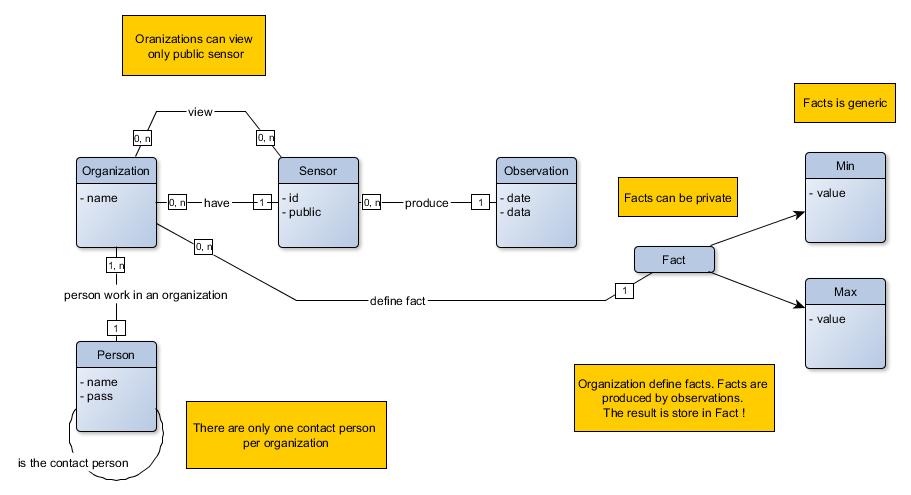 Oranizations can view
only public sensor
Facts is generic
view
0, n
0, n
Organization
- name
0, n
have
1
Sensor
- id
- public
0, n
produce
1
Observation
- date
- data
Facts can be private
Min
- value
0, n
define fact
1
Fact
Max
- value
1, n
person work in an organization
1
Person
- name
- pass
is the contact person
There are only one contact person
per organization
Organization define facts. Facts are
produced by observations.
The result is store in Fact !